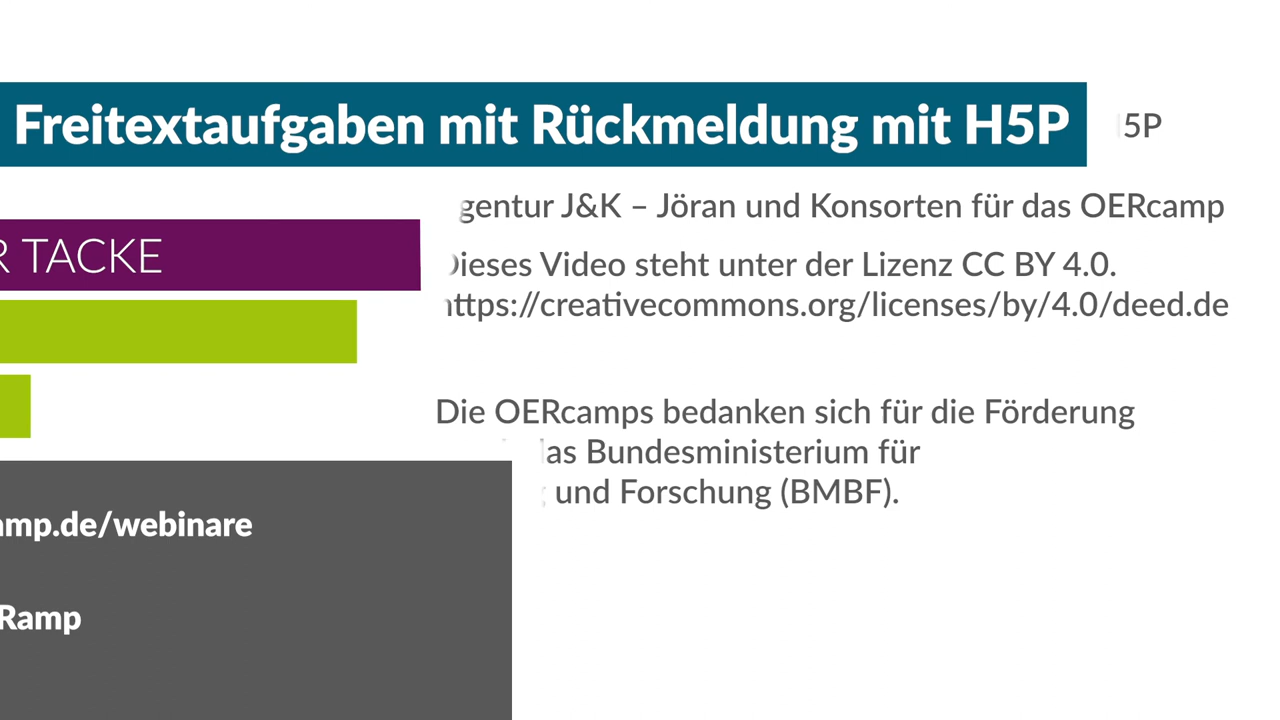 Freitextaufgaben mit Rückmeldung mit H5P
5P
gentur J&K – Jöran und Konsorten für das OERcamp
TACKE
Dieses Video steht unter der Lizenz CC BY 4.0.
https://creativecommons.org/licenses/by/4.0/deed.de
Die OERcamps bedanken sich für die Förderung
das Bundesministerium für
und Forschung (BMBF).
amp.de/webinare
Ramp